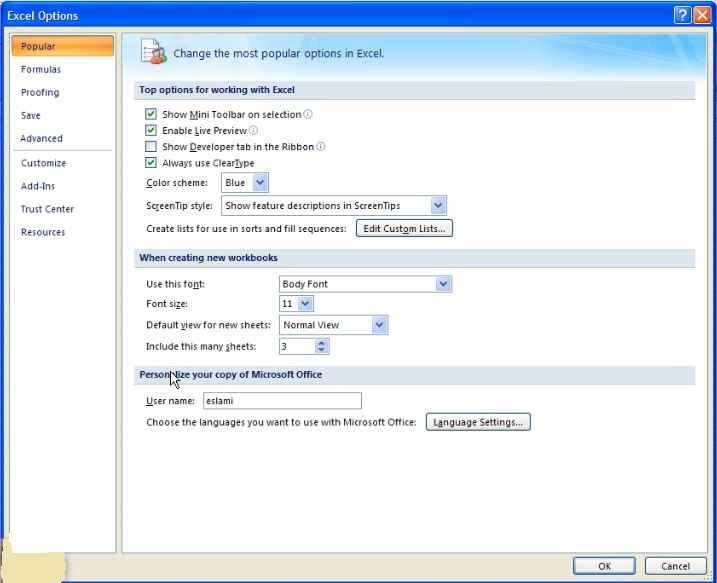 Excel Options
Popular
Formulas
Proofing
Save
Advanced
Customize
Add-Ins
Trust Center
Resources
Change the most popular options in Excel.
Top options for working with Excel
Show Mini Toolbar on selection
Enable Live Preview
Show Developer tab in the Ribbon
Always use ClearType
Color scheme: Blue
ScreenTip style: Show feature descriptions in ScreenTips
Create lists for use in sorts and fill sequences: Edit Custom Lists...
When creating new workbooks
Use this font: Body Font
Font size: 11
Default view for new sheets: Normal View
Include this many sheets: 3
Personalize your copy of Microsoft Office
User name: eslami
Choose the languages you want to use with Microsoft Office: Language Settings...
OK Cancel